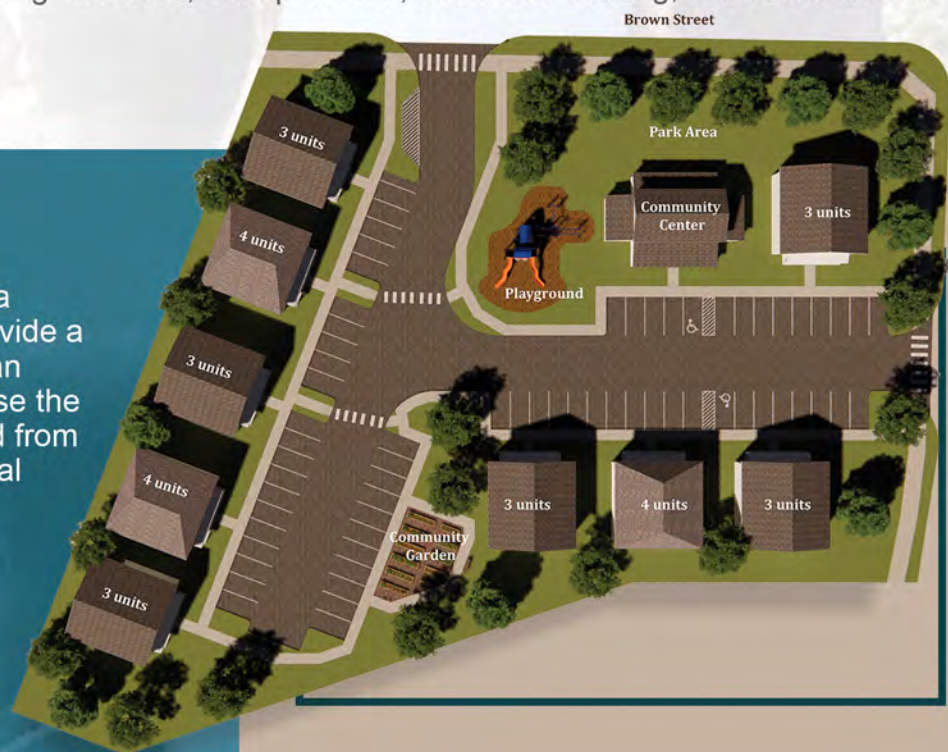 Brown Street
3 units
4 units
3 units
4 units
3 units
Park Area
Community
Center
3 units
Playground
a
vide a
an
se the
d from
al
3 units
4 units
3 units
Community
Garden